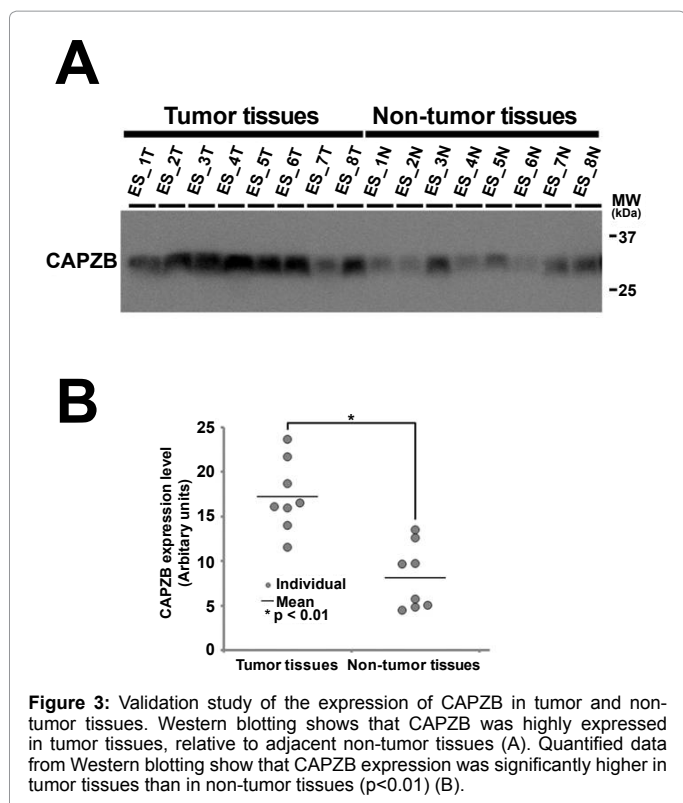 A
Tumor tissues Non-tumor tissues
ES_1T ES_2T ES_3T ES_4T ES_5T ES_6T ES_7T ES_8T ES_1N ES_2N ES_3N ES_4N ES_5N ES_6N ES_7N ES_8N
MW
(kDa)
-37
CAPZB
-25
B
CAPZB expression level
(Arbitary units)
25
20
15
10
5
0
*
Individual
Mean
* p < 0.01
Tumor tissues Non-tumor tissues
Figure 3: Validation study of the expression of CAPZB in tumor and non-
tumor tissues. Western blotting shows that CAPZB was highly expressed
in tumor tissues, relative to adjacent non-tumor tissues (A). Quantified data
from Western blotting show that CAPZB expression was significantly higher in
tumor tissues than in non-tumor tissues (p<0.01) (B).